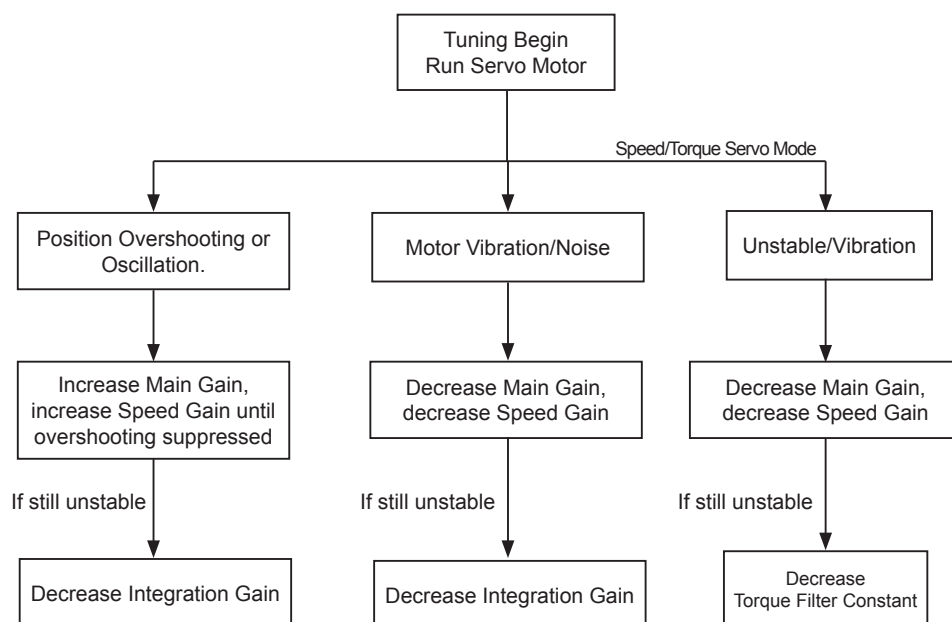 Tuning Begin
Run Servo Motor
Speed/Torque Servo Mode
Position Overshooting or
Oscillation.
Motor Vibration/Noise
Unstable/Vibration
Increase Main Gain,
increase Speed Gain until
overshooting suppressed
Decrease Main Gain,
decrease Speed Gain
Decrease Main Gain,
decrease Speed Gain
If still unstable
If still unstable
If still unstable
Decrease Integration Gain
Decrease Integration Gain
Decrease
Torque Filter Constant